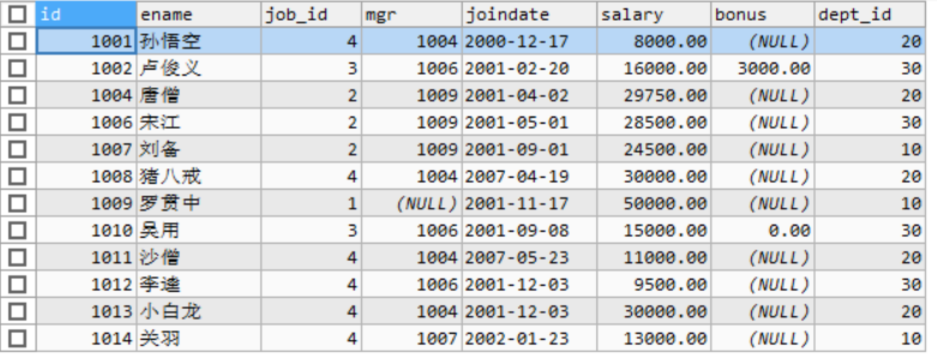 id ename job_id mgr joindate salary bonus dept_id
1001 孙悟空 4 1004 2000-12-17 8000.00 (NULL) 20
1002 卢俊义 3 1006 2001-02-20 16000.00 3000.00 30
1004 唐僧 2 1009 2001-04-02 29750.00 (NULL) 20
1006 宋江 2 1009 2001-05-01 28500.00 (NULL) 30
1007 刘备 2 1009 2001-09-01 24500.00 (NULL) 10
1008 猪八戒 4 1004 2007-04-19 30000.00 (NULL) 20
1009 罗贯中 1 (NULL) 2001-11-17 50000.00 (NULL) 10
1010 吴用 3 1006 2001-09-08 15000.00 0.00 30
1011 沙僧 4 1004 2007-05-23 11000.00 (NULL) 20
1012 李逵 4 1006 2001-12-03 9500.00 (NULL) 30
1013 小白龙 4 1004 2001-12-03 30000.00 (NULL) 20
1014 关羽 4 1007 2002-01-23 13000.00 (NULL) 10